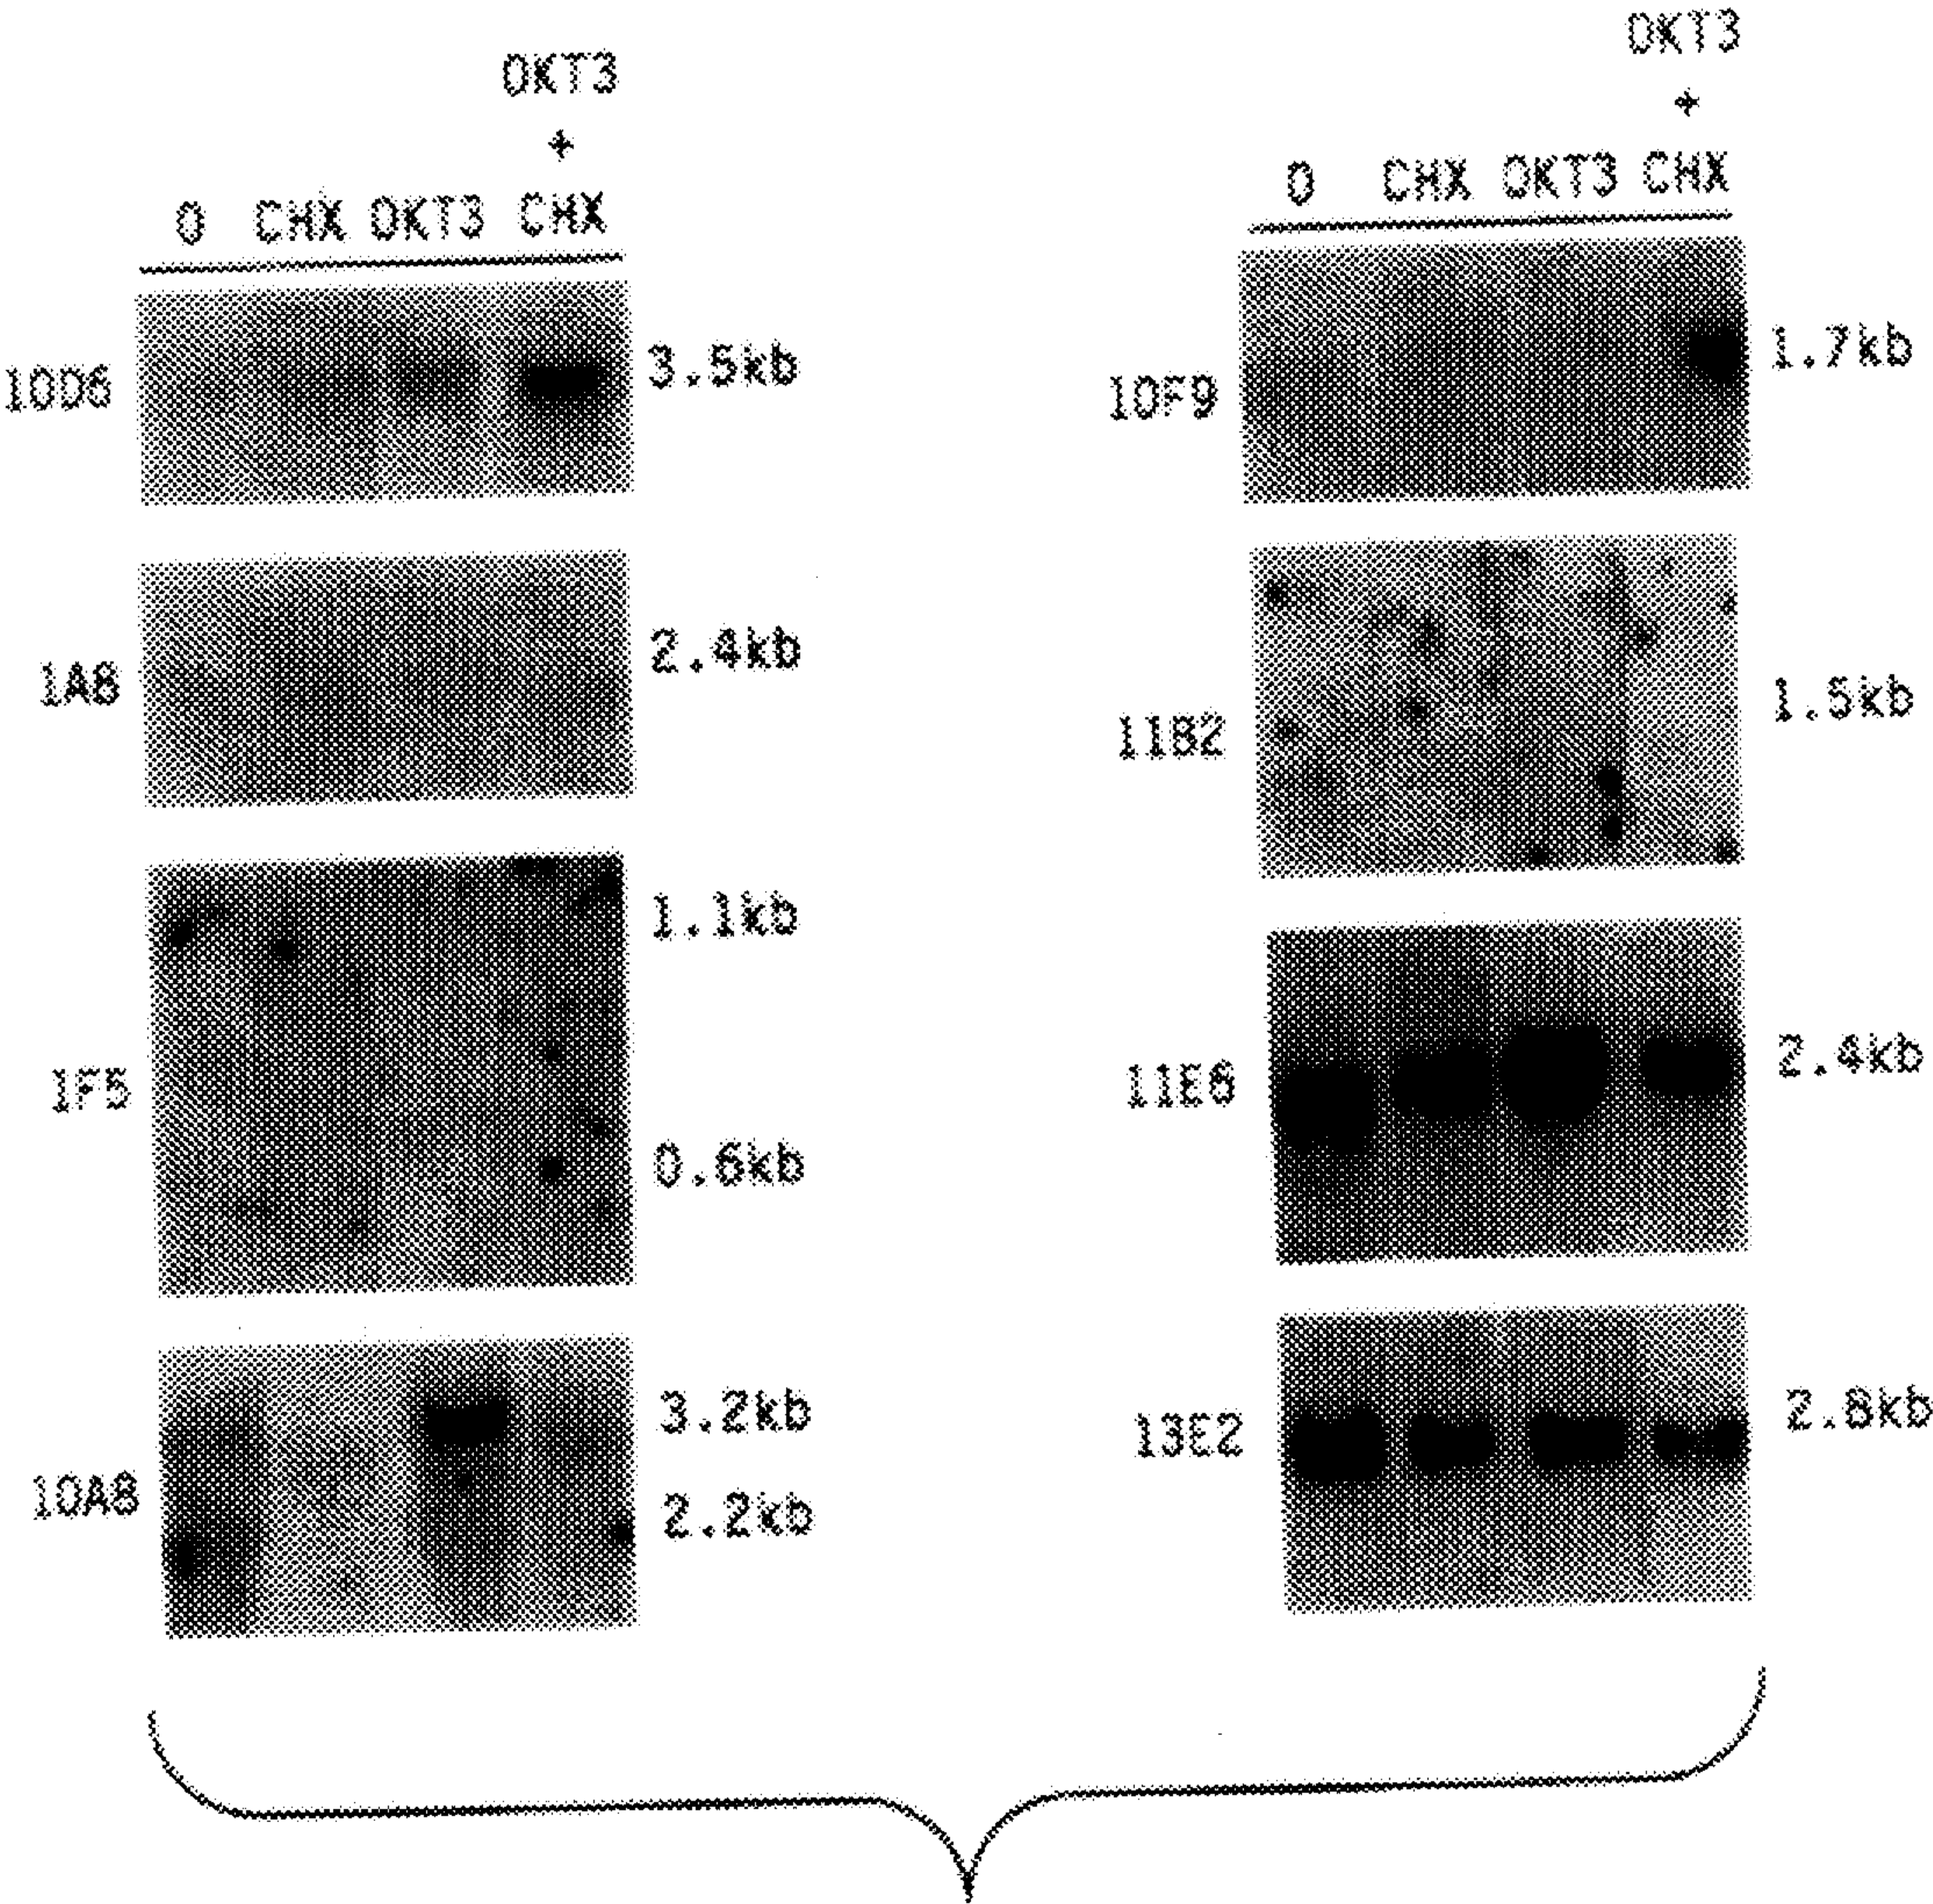 OKT3
+
0 CHX OKT3 CHX
10D6 3.5kb
1A8 2.4kb
1F5 1.1kb
0.6kb
10A8 3.2kb
2.2kb
OKT3
+
0 CHX OKT3 CHX
10F9 1.7kb
11B2 1.5kb
11E6 2.4kb
13E2 2.8kb